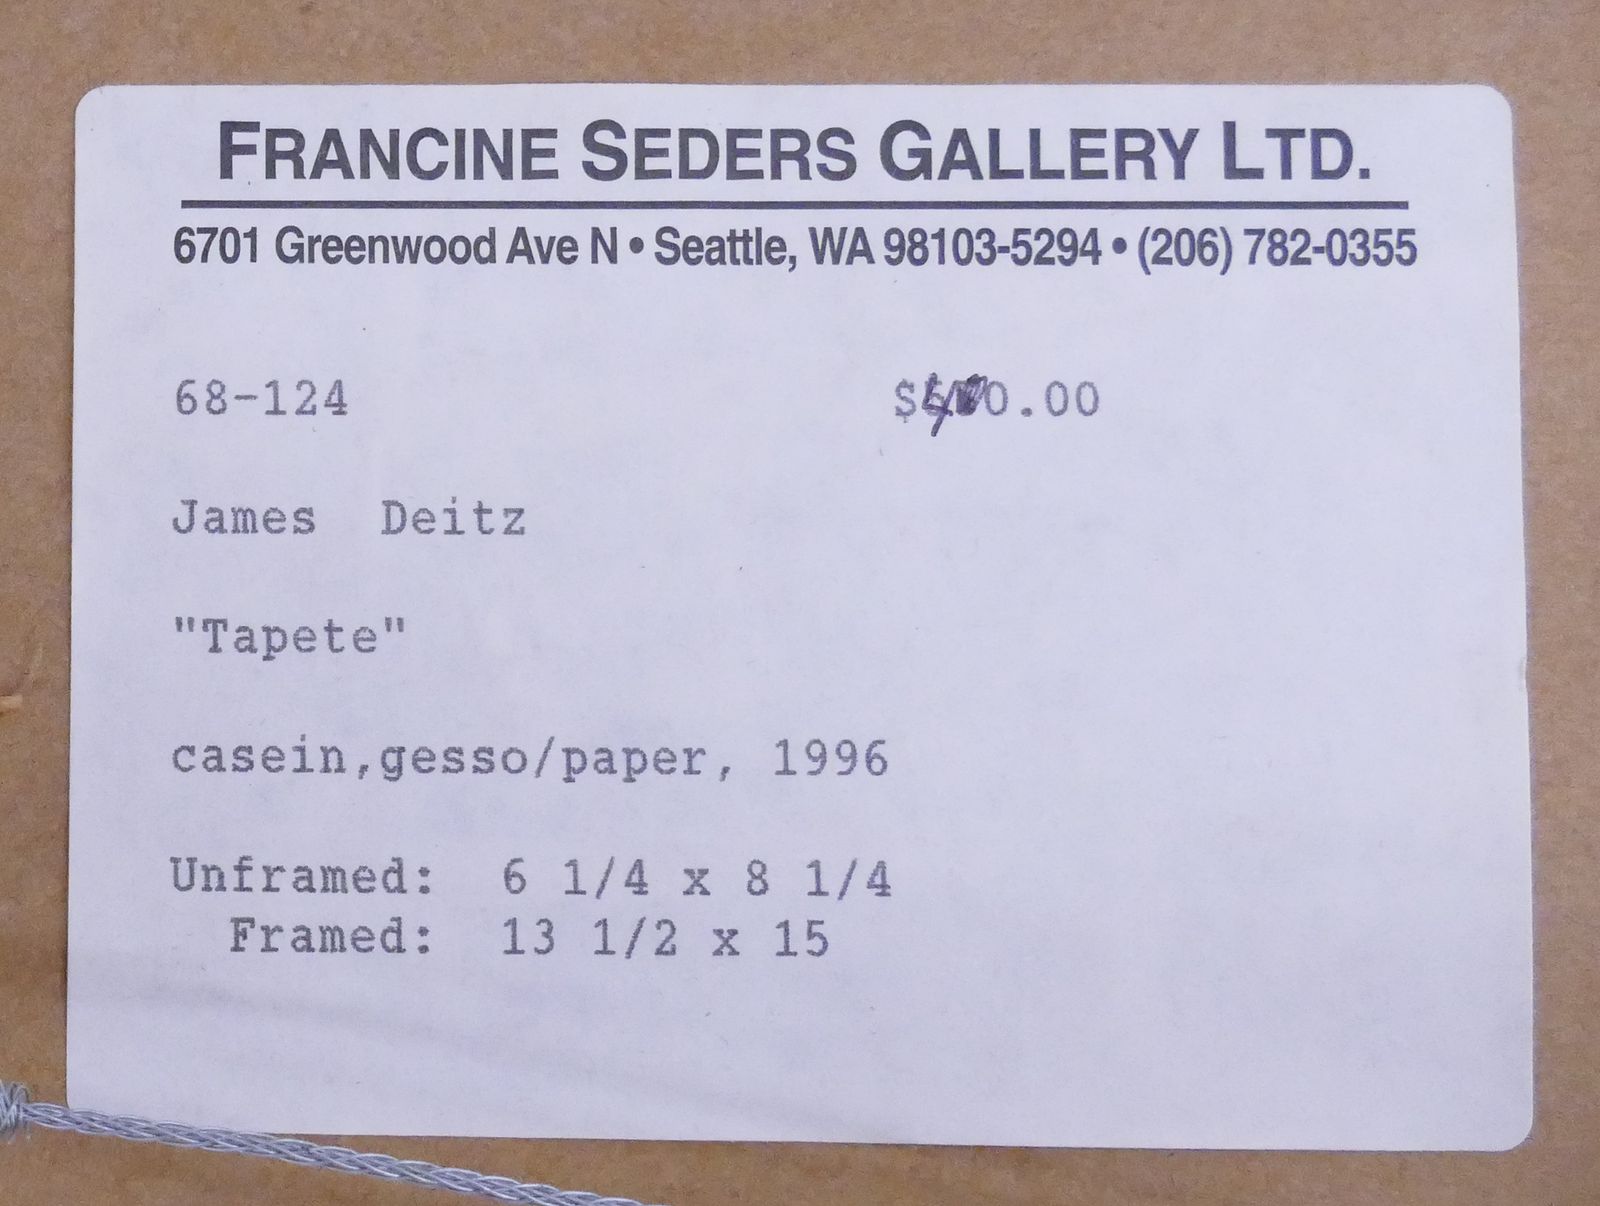 FRANCINE SEDERS GALLERY LTD.
6701 Greenwood Ave N • Seattle, WA 98103-5294 • (206) 782-0355
68-124
James Deitz
"Tapete"
casein,gesso/paper, 1996
Unframed: 6 1/4 x 8 1/4
Framed: 13 1/2 x 15